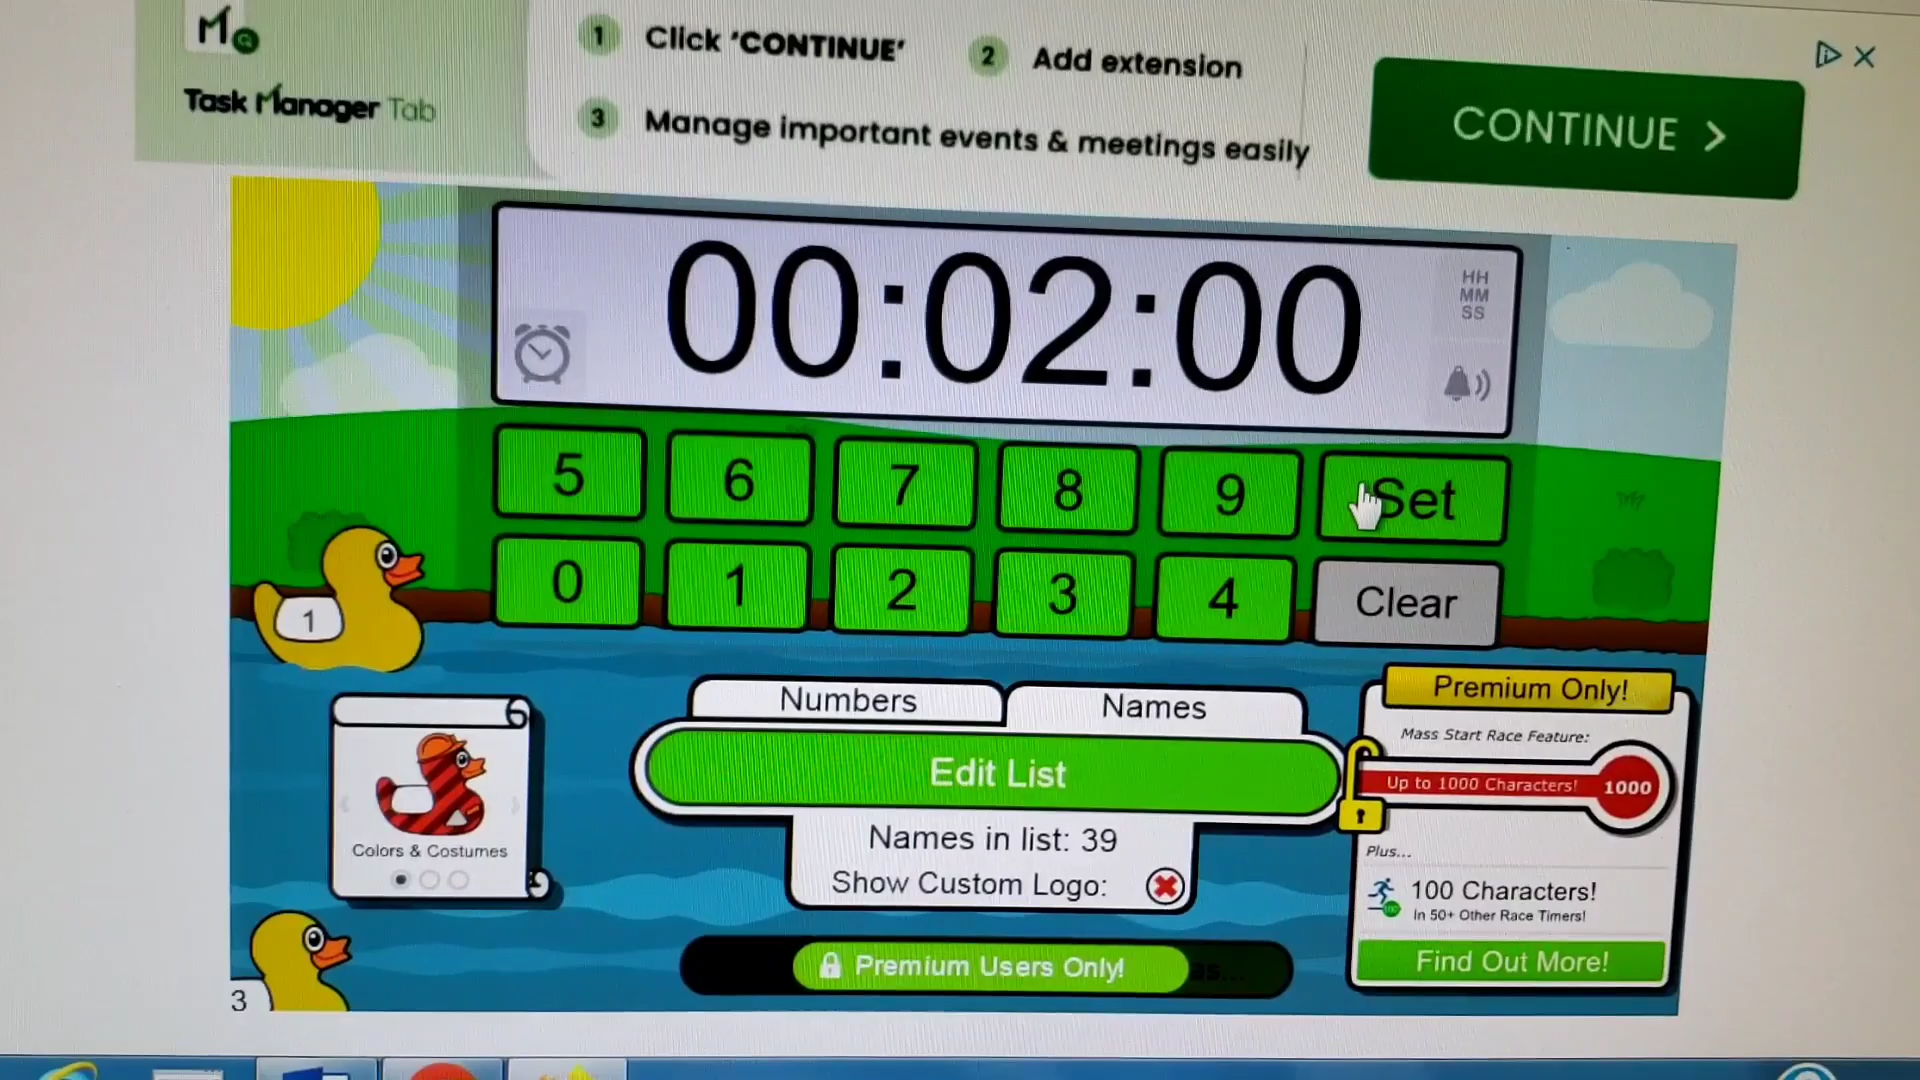 1 Click ‘CONTINUE’ 2 Add extension
Task Manager Tab
3 Manage important events & meetings easily
CONTINUE >
00:02:00
HH
MM
SS
5 6 7 8 9 Set
0 1 2 3 4 Clear
1
Numbers Names
Edit List
Names in list: 39
Show Custom Logo:
Colors & Costumes
Premium Only!
Mass Start Race Feature:
Up to 1000 Characters! 1000
Plus...
100 Characters!
In 50+ Other Race Timers!
Find Out More!
Premium Users Only!
3